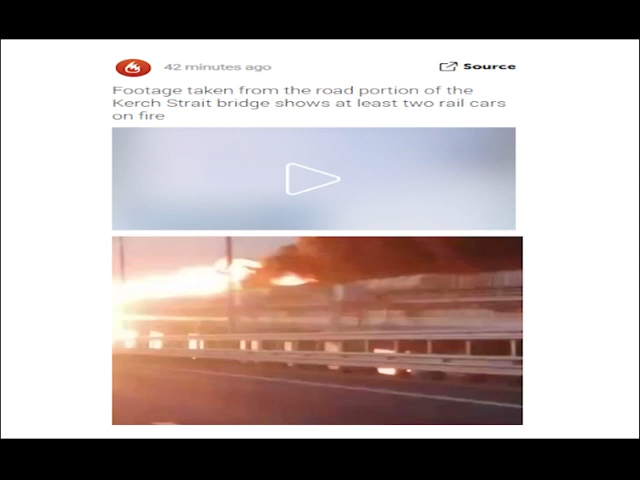 42 minutes ago
Source
Footage taken from the road portion of the
Kerch Strait bridge shows at least two rail cars
on fire